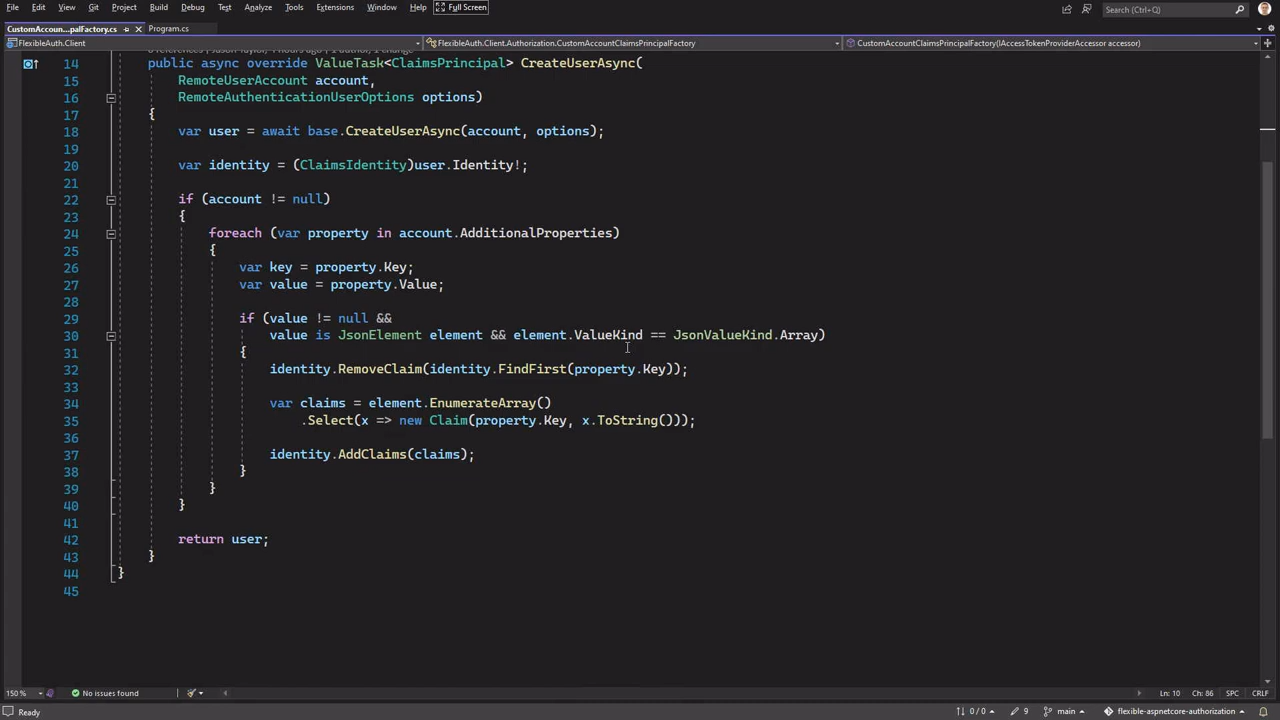 File Edit View Git Project Build Debug Test Analyze Tools Extensions Window Help Full Screen Search (Ctrl+Q)
CustomAccoun...palFactory.cs Program.cs
FlexibleAuth.Client FlexibleAuth.Client.Authorization.CustomAccountClaimsPrincipalFactory CustomAccountClaimsPrincipalFactory(IAccessTokenProviderAccessor accessor)
14 public async override ValueTask<ClaimsPrincipal> CreateUserAsync(
15 RemoteUserAccount account,
16 RemoteAuthenticationUserOptions options)
17 {
18 var user = await base.CreateUserAsync(account, options);
19
20 var identity = (ClaimsIdentity)user.Identity!;
21
22 if (account != null)
23 {
24 foreach (var property in account.AdditionalProperties)
25 {
26 var key = property.Key;
27 var value = property.Value;
28
29 if (value != null &&
30 value is JsonElement element && element.ValueKind == JsonValueKind.Array)
31 {
32 identity.RemoveClaim(identity.FindFirst(property.Key));
33
34 var claims = element.EnumerateArray()
35 .Select(x => new Claim(property.Key, x.ToString()));
36
37 identity.AddClaims(claims);
38 }
39 }
40 }
41
42 return user;
43 }
44 }
45
150 % No issues found Ln: 10 Ch: 86 SPC CRLF
Ready 0 / 0 9 main flexible-aspnetcore-authorization